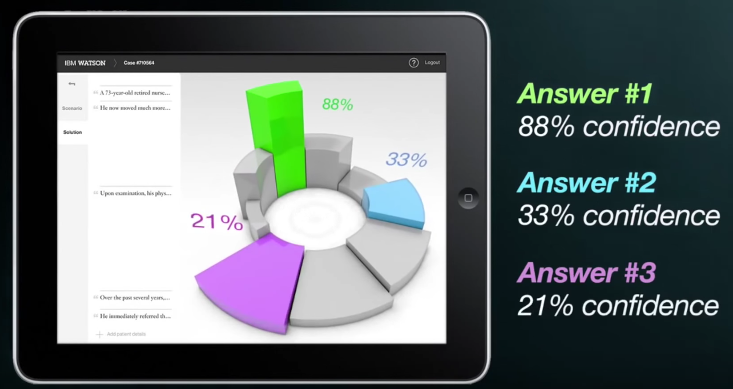 IBM WATSON
Case #710564
? Logout
Scenario
Solution
A 73-year-old retired nurse...
He now moved much more...
Upon examination, his phys...
Over the past several years,...
He immediately referred th...
+ Add patient details
88%
33%
21%
Answer #1
88% confidence
Answer #2
33% confidence
Answer #3
21% confidence